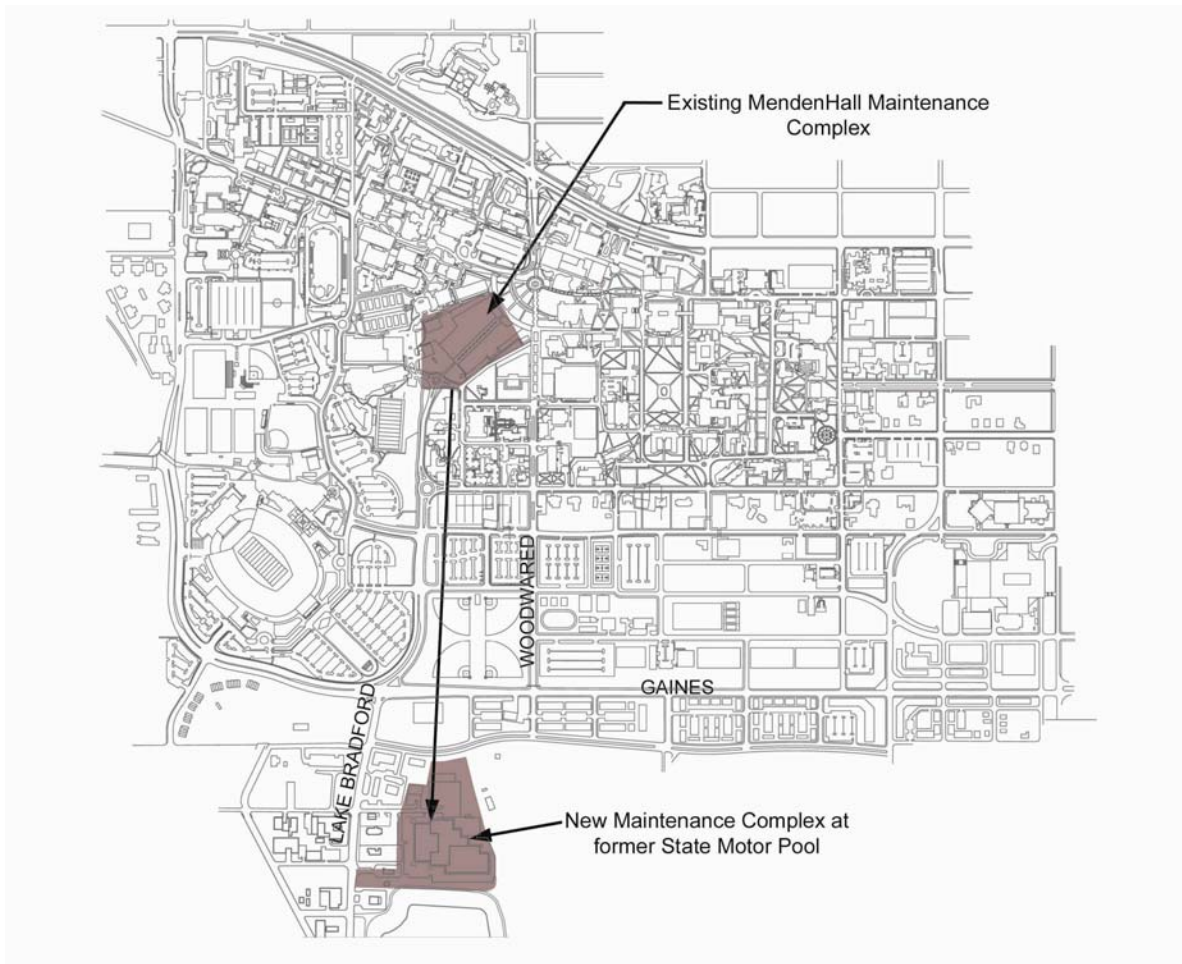 Existing MendenHall Maintenance
Complex
WOODWARED
GAINES
LAKE BRADFORD
New Maintenance Complex at
former State Motor Pool